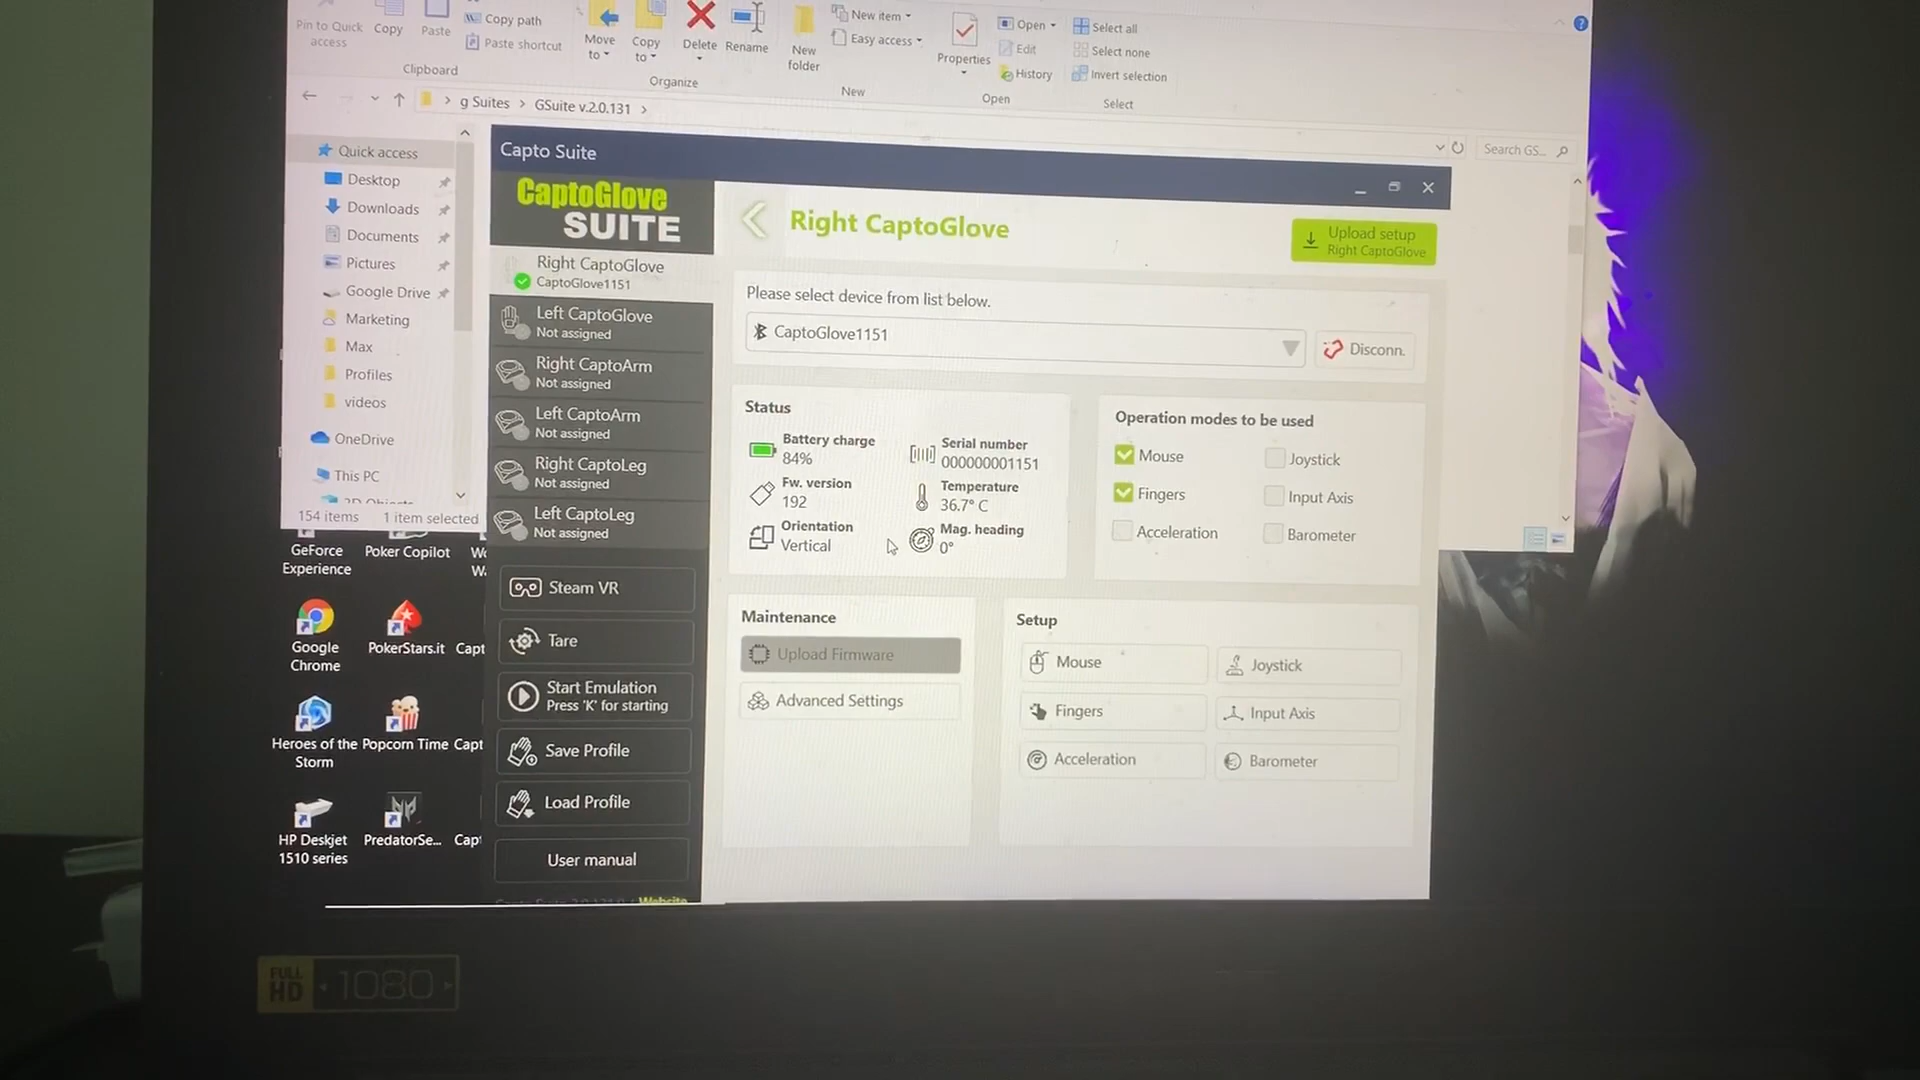 Pin to Quick access
Copy
Paste
Copy path
Paste shortcut
Clipboard
Move to
Copy to
Delete
Rename
Organize
New folder
New item
Easy access
New
Properties
Open
Edit
History
Open
Select all
Select none
Invert selection
Select
g Suites > GSuite v.2.0.131 >
Search GS...
Quick access
Desktop
Downloads
Documents
Pictures
Google Drive
Marketing
Max
Profiles
videos
OneDrive
This PC
3D Objects
154 items 1 item selected
Capto Suite
CaptoGlove
SUITE
Right CaptoGlove
CaptoGlove1151
Left CaptoGlove
Not assigned
Right CaptoArm
Not assigned
Left CaptoArm
Not assigned
Right CaptoLeg
Not assigned
Left CaptoLeg
Not assigned
Steam VR
Tare
Start Emulation
Press 'K' for starting
Save Profile
Load Profile
User manual
Website
Right CaptoGlove
Upload setup
Right CaptoGlove
Please select device from list below.
CaptoGlove1151
Disconn.
Status
Battery charge
84%
Serial number
000000001151
Fw. version
192
Temperature
36.7° C
Orientation
Vertical
Mag. heading
0°
Operation modes to be used
Mouse
Joystick
Fingers
Input Axis
Acceleration
Barometer
Maintenance
Upload Firmware
Advanced Settings
Setup
Mouse
Joystick
Fingers
Input Axis
Acceleration
Barometer
GeForce
Experience
Poker Copilot
Wo
Wa
Google
Chrome
PokerStars.it
Capt
Heroes of the
Storm
Popcorn Time
Capt
HP Deskjet
1510 series
PredatorSe...
Capt
FULL
HD
1080